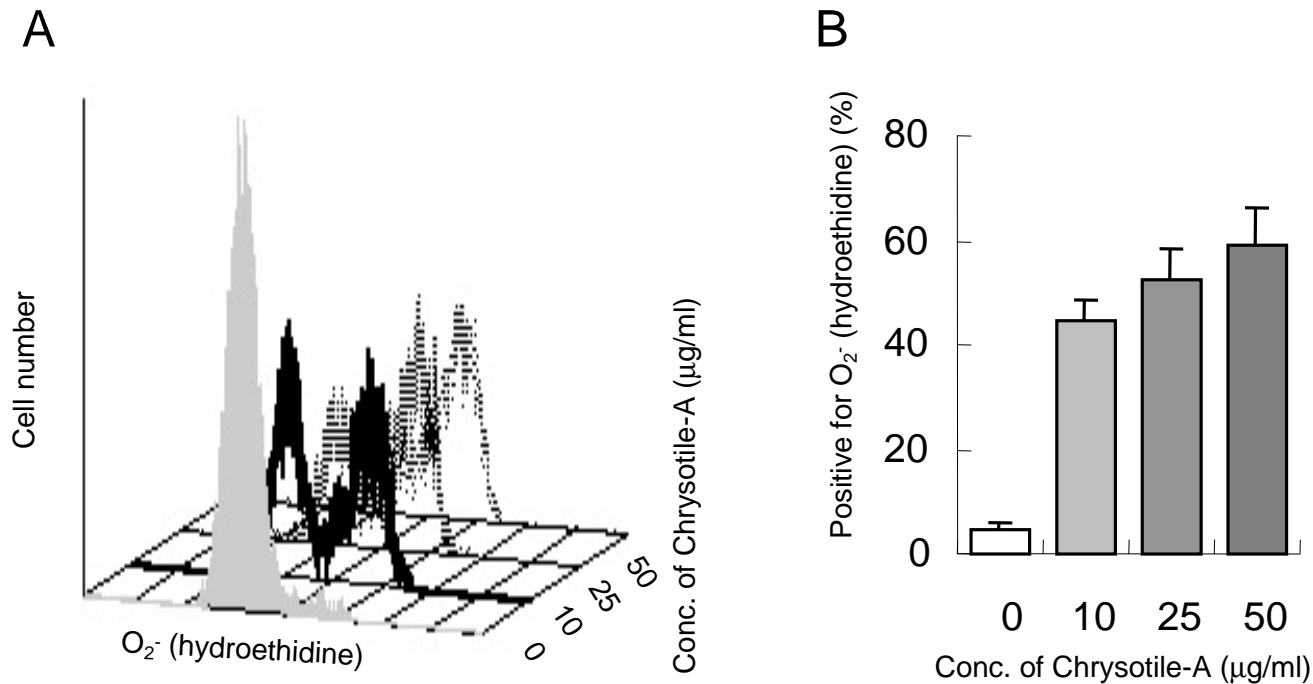 A
Cell number
O₂⁻ (hydroethidine)
0
10
25
50
Conc. of Chrysotile-A (μg/ml)
B
Positive for O₂⁻ (hydroethidine) (%)
80
60
40
20
0
0 10 25 50
Conc. of Chrysotile-A (μg/ml)